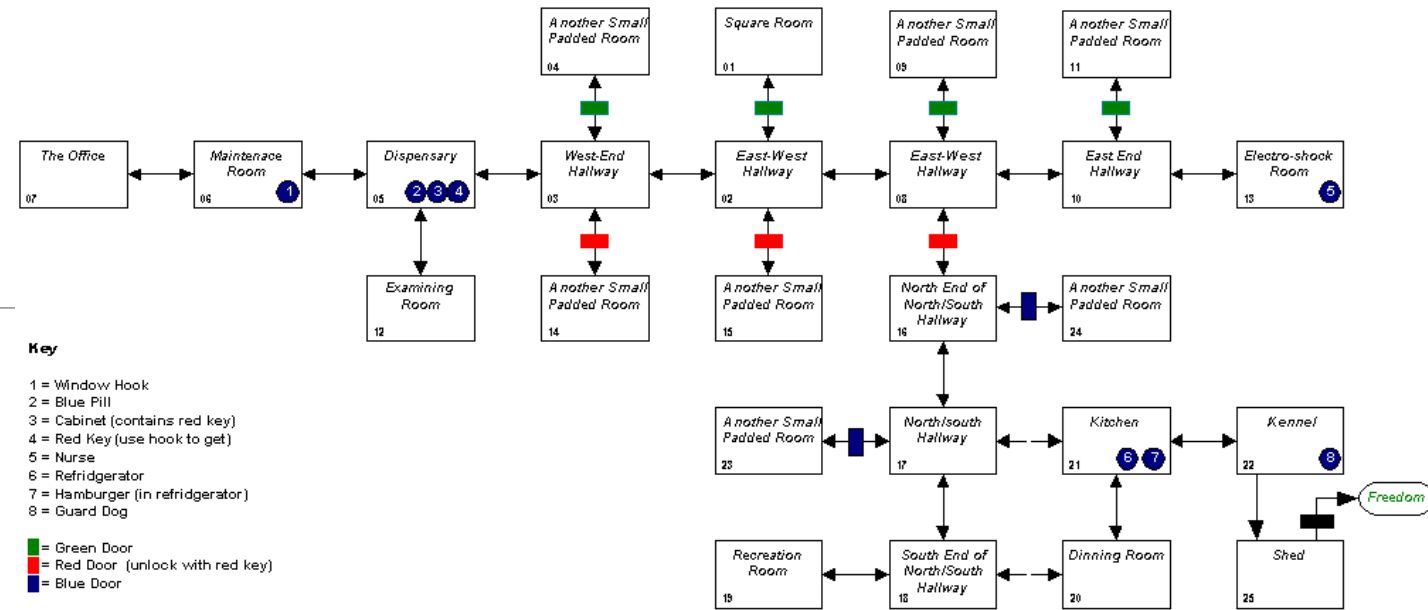 Another Small
Padded Room
04
Square Room
01
Another Small
Padded Room
09
Another Small
Padded Room
11
The Office
07
Maintenace
Room
1
06
Dispensary
2 3 4
05
West-End
Hallway
03
East-West
Hallway
02
East-West
Hallway
08
East End
Hallway
10
Electro-shock
Room
5
13
Examining
Room
12
Another Small
Padded Room
14
Another Small
Padded Room
15
North End of
North/South
Hallway
16
Another Small
Padded Room
24
Another Small
Padded Room
23
North/south
Hallway
17
Kitchen
6 7
21
Kennel
8
22
Freedom
Recreation
Room
19
South End of
North/South
Hallway
18
Dinning Room
20
Shed
25
Key
1 = Window Hook
2 = Blue Pill
3 = Cabinet (contains red key)
4 = Red Key (use hook to get)
5 = Nurse
6 = Refridgerator
7 = Hamburger (in refridgerator)
8 = Guard Dog
= Green Door
= Red Door (unlock with red key)
= Blue Door